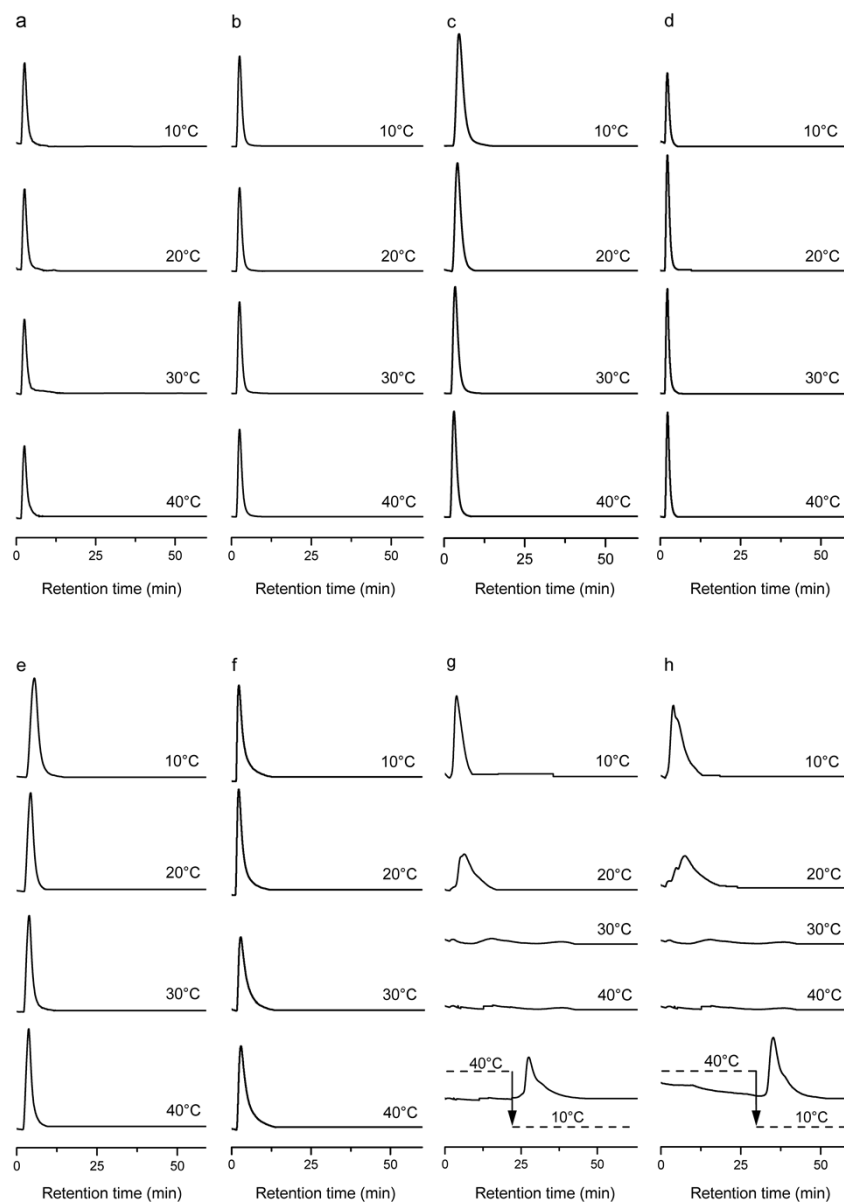 a b c d
10°C 10°C 10°C 10°C
20°C 20°C 20°C 20°C
30°C 30°C 30°C 30°C
40°C 40°C 40°C 40°C
0 25 50 0 25 50 0 25 50 0 25 50
Retention time (min) Retention time (min) Retention time (min) Retention time (min)
e f g h
10°C 10°C 10°C 10°C
20°C 20°C 20°C 20°C
30°C 30°C 30°C 30°C
40°C 40°C 40°C 40°C
40°C 40°C
10°C 10°C
0 25 50 0 25 50 0 25 50 0 25 50
Retention time (min) Retention time (min) Retention time (min) Retention time (min)